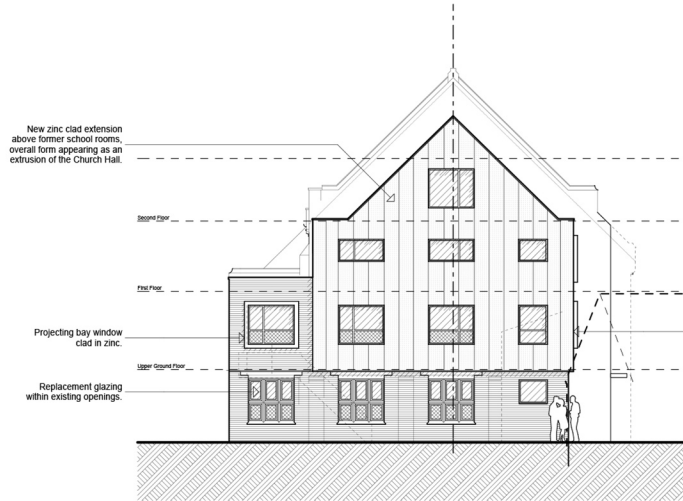 New zinc clad extension
above former school rooms,
overall form appearing as an
extrusion of the Church Hall.
Second Floor
First Floor
Projecting bay window
clad in zinc.
Upper Ground Floor
Replacement glazing
within existing openings.